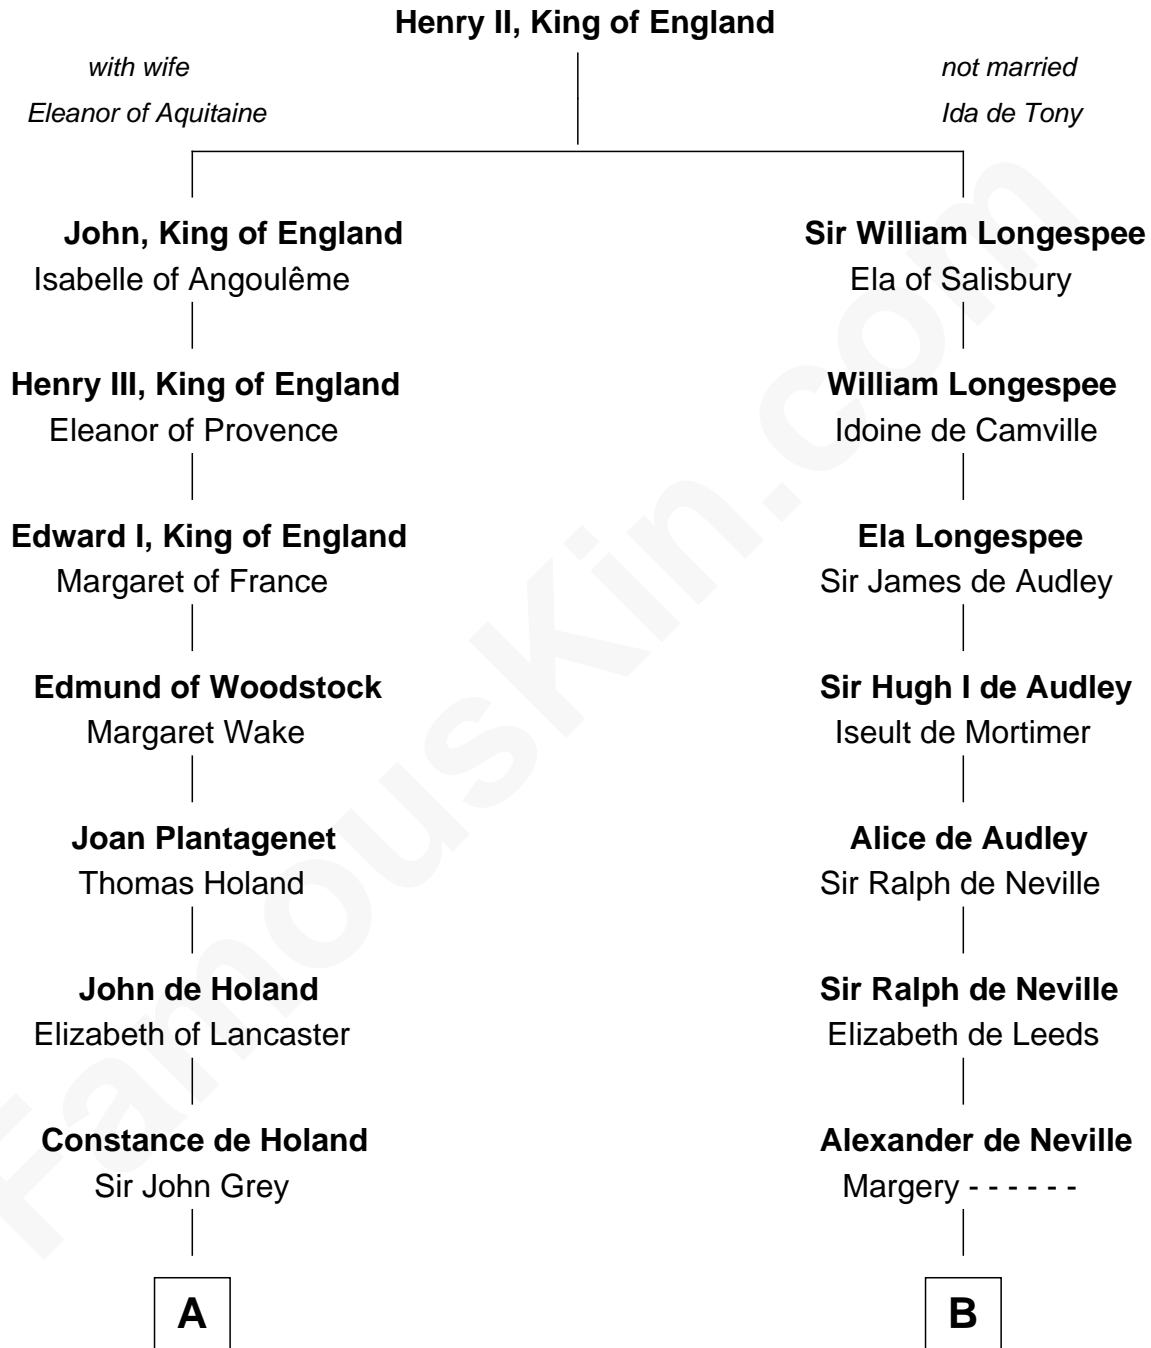 Henry II, King of England
with wife
Eleanor of Aquitaine
not married
Ida de Tony
John, King of England
Isabelle of Angoulême
Sir William Longespee
Ela of Salisbury
Henry III, King of England
Eleanor of Provence
William Longespee
Idoine de Camville
Edward I, King of England
Margaret of France
Ela Longespee
Sir James de Audley
Edmund of Woodstock
Margaret Wake
Sir Hugh I de Audley
Iseult de Mortimer
Joan Plantagenet
Thomas Holand
Alice de Audley
Sir Ralph de Neville
John de Holand
Elizabeth of Lancaster
Sir Ralph de Neville
Elizabeth de Leeds
Constance de Holand
Sir John Grey
Alexander de Neville
Margery - - - - - -
A
B
FamousKin.com